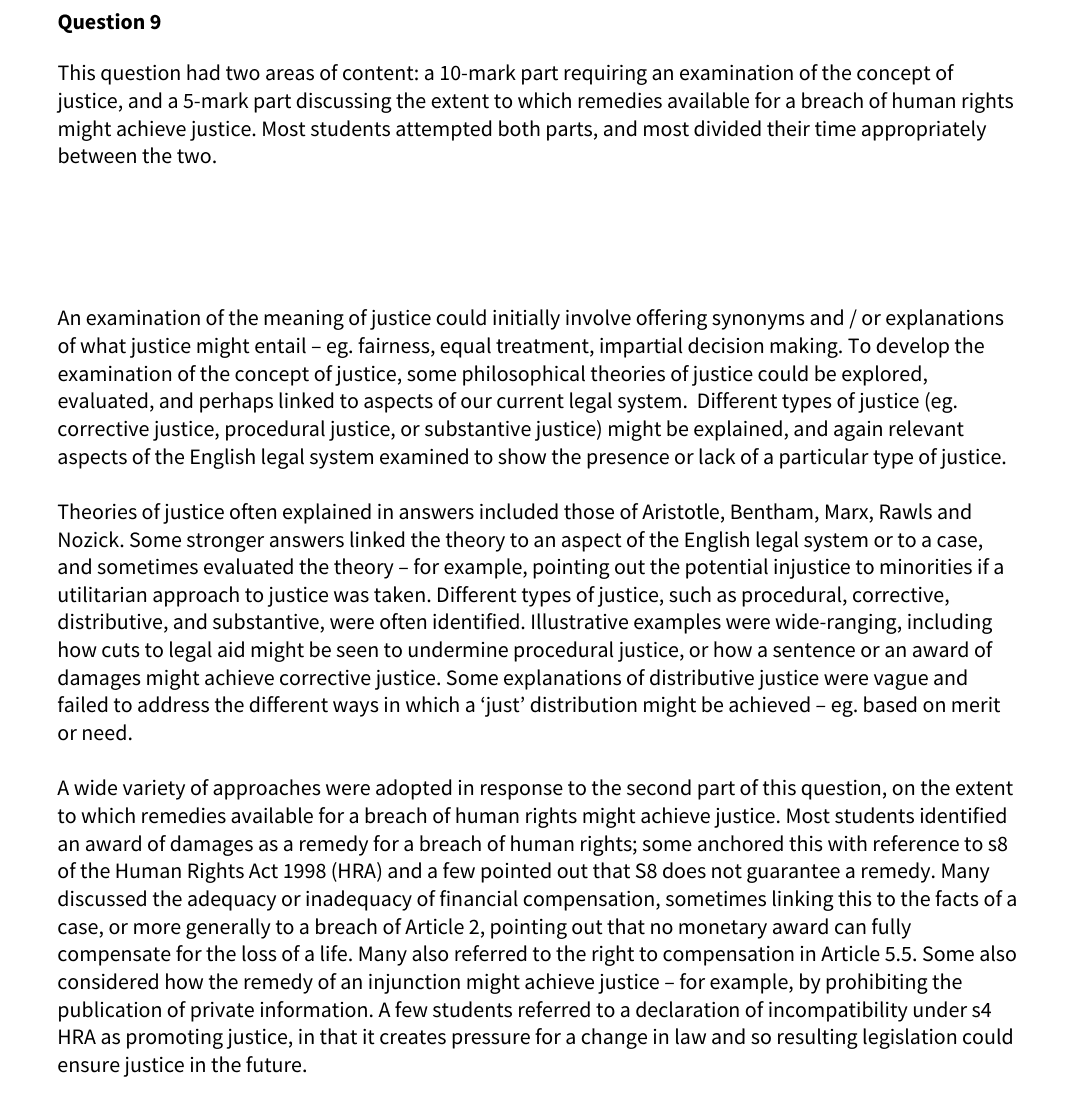 Question 9
This question had two areas of content: a 10-mark part requiring an examination of the concept of
justice, and a 5-mark part discussing the extent to which remedies available for a breach of human rights
might achieve justice. Most students attempted both parts, and most divided their time appropriately
between the two.
An examination of the meaning of justice could initially involve offering synonyms and / or explanations
of what justice might entail – eg. fairness, equal treatment, impartial decision making. To develop the
examination of the concept of justice, some philosophical theories of justice could be explored,
evaluated, and perhaps linked to aspects of our current legal system.  Different types of justice (eg.
corrective justice, procedural justice, or substantive justice) might be explained, and again relevant
aspects of the English legal system examined to show the presence or lack of a particular type of justice.
Theories of justice often explained in answers included those of Aristotle, Bentham, Marx, Rawls and
Nozick. Some stronger answers linked the theory to an aspect of the English legal system or to a case,
and sometimes evaluated the theory – for example, pointing out the potential injustice to minorities if a
utilitarian approach to justice was taken. Different types of justice, such as procedural, corrective,
distributive, and substantive, were often identified. Illustrative examples were wide-ranging, including
how cuts to legal aid might be seen to undermine procedural justice, or how a sentence or an award of
damages might achieve corrective justice. Some explanations of distributive justice were vague and
failed to address the different ways in which a ‘just’ distribution might be achieved – eg. based on merit
or need.
A wide variety of approaches were adopted in response to the second part of this question, on the extent
to which remedies available for a breach of human rights might achieve justice. Most students identified
an award of damages as a remedy for a breach of human rights; some anchored this with reference to s8
of the Human Rights Act 1998 (HRA) and a few pointed out that S8 does not guarantee a remedy. Many
discussed the adequacy or inadequacy of financial compensation, sometimes linking this to the facts of a
case, or more generally to a breach of Article 2, pointing out that no monetary award can fully
compensate for the loss of a life. Many also referred to the right to compensation in Article 5.5. Some also
considered how the remedy of an injunction might achieve justice – for example, by prohibiting the
publication of private information. A few students referred to a declaration of incompatibility under s4
HRA as promoting justice, in that it creates pressure for a change in law and so resulting legislation could
ensure justice in the future.